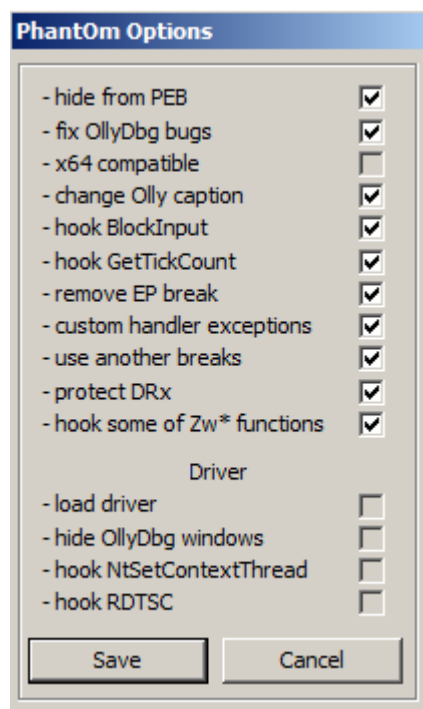 PhantOm Options
- hide from PEB
- fix OllyDbg bugs
- x64 compatible
- change Olly caption
- hook BlockInput
- hook GetTickCount
- remove EP break
- custom handler exceptions
- use another breaks
- protect DRx
- hook some of Zw* functions
Driver
- load driver
- hide OllyDbg windows
- hook NtSetContextThread
- hook RDTSC
Save Cancel